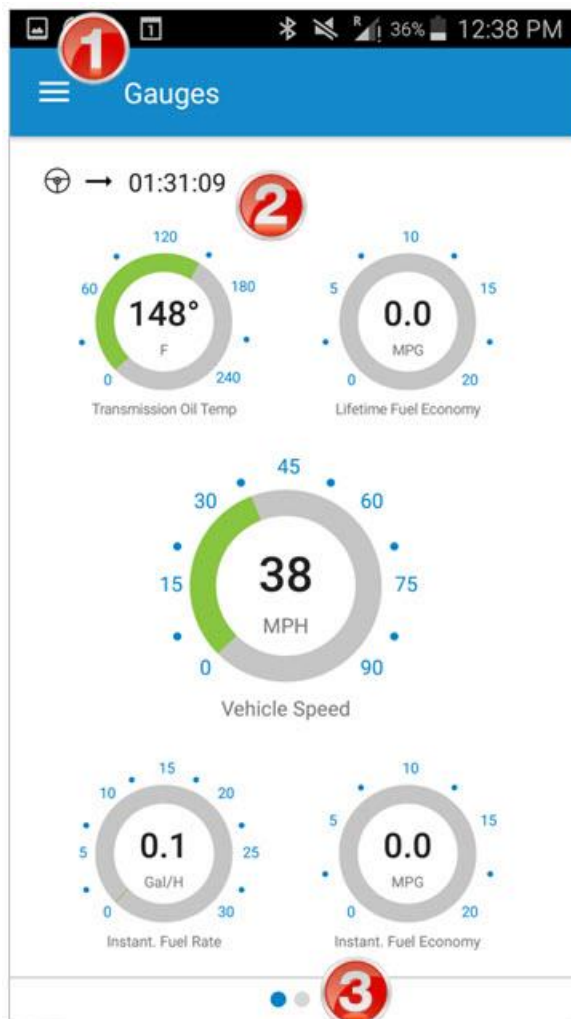 1 1 R 36% 12:38 PM
Gauges
01:31:09 2
120
60 180
148°
F
0 240
Transmission Oil Temp
10
5 15
0.0
MPG
0 20
Lifetime Fuel Economy
45
30 60
15 75
38
MPH
0 90
Vehicle Speed
15
10 20
5 25
0.1
Gal/H
0 30
Instant. Fuel Rate
10
5 15
0.0
MPG
0 20
Instant. Fuel Economy
3